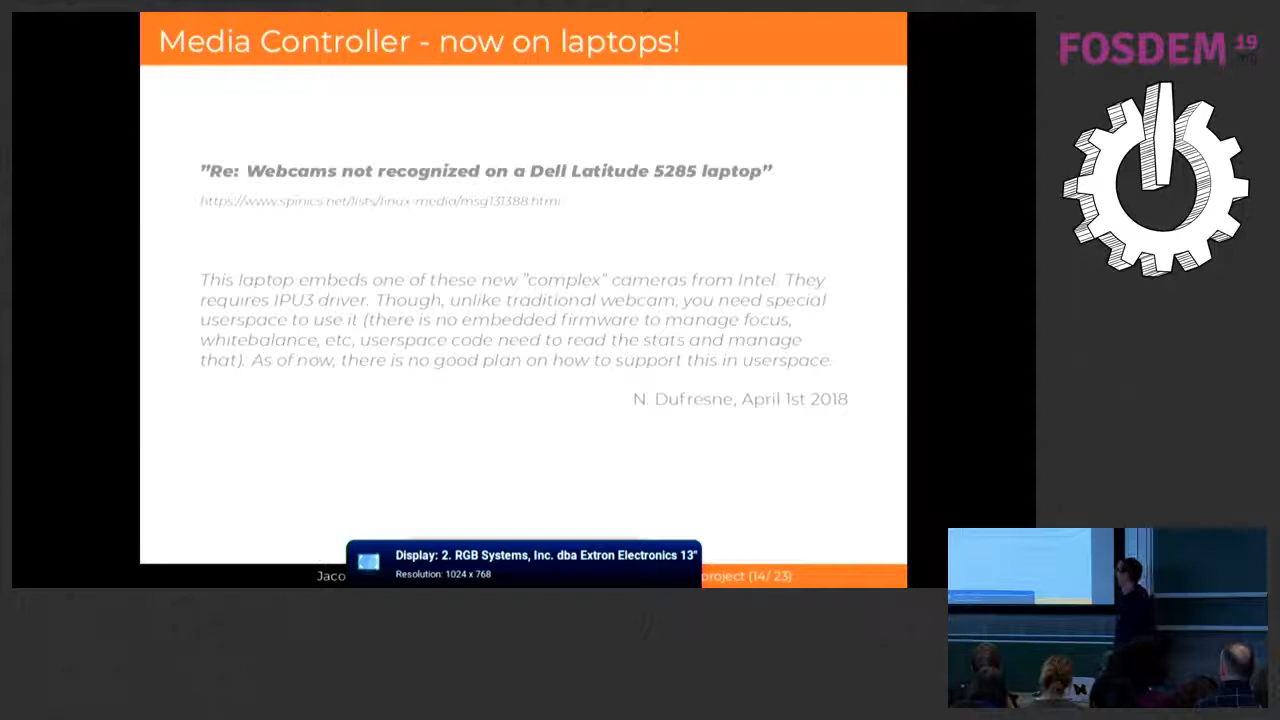 Media Controller - now on laptops!
FOSDEM 19
"Re: Webcams not recognized on a Dell Latitude 5285 laptop"
https://www.spinics.net/lists/linux-media/msg131388.html
This laptop embeds one of these new "complex" cameras from Intel. They
requires IPU3 driver. Though, unlike traditional webcam, you need special
userspace to use it (there is no embedded firmware to manage focus,
whitebalance, etc, userspace code need to read the stats and manage
that). As of now, there is no good plan on how to support this in userspace.
N. Dufresne, April 1st 2018
Display: 2. RGB Systems, Inc. dba Extron Electronics 13"
Resolution: 1024 x 768
Jaco
project (14/ 23)